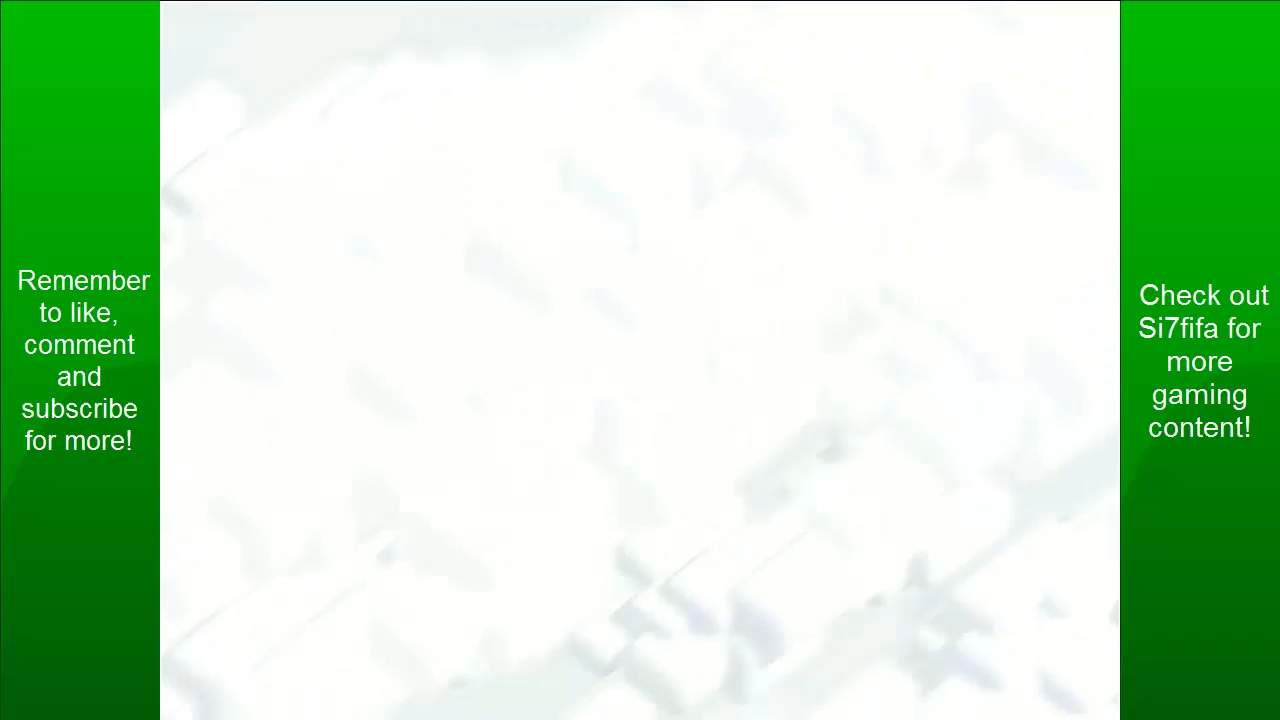 Remember
to like,
comment
and
subscribe
for more!
Check out
Si7fifa for
more
gaming
content!